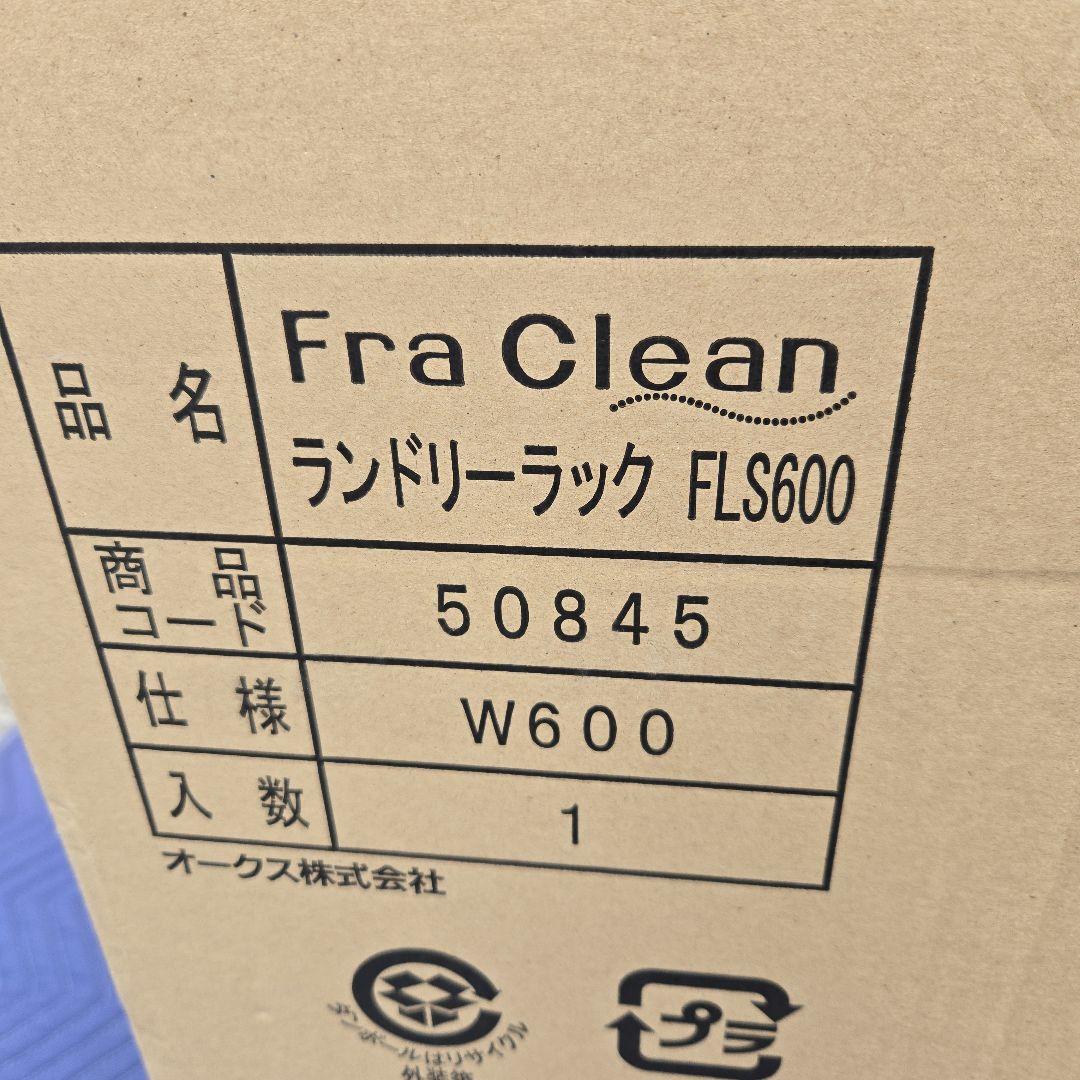 品名
Fra Clean
ランドリーラック FLS600
商品コード
50845
仕様
W600
入数
1
オークス株式会社
ダンボールはリサイクル
外装箱
プラ